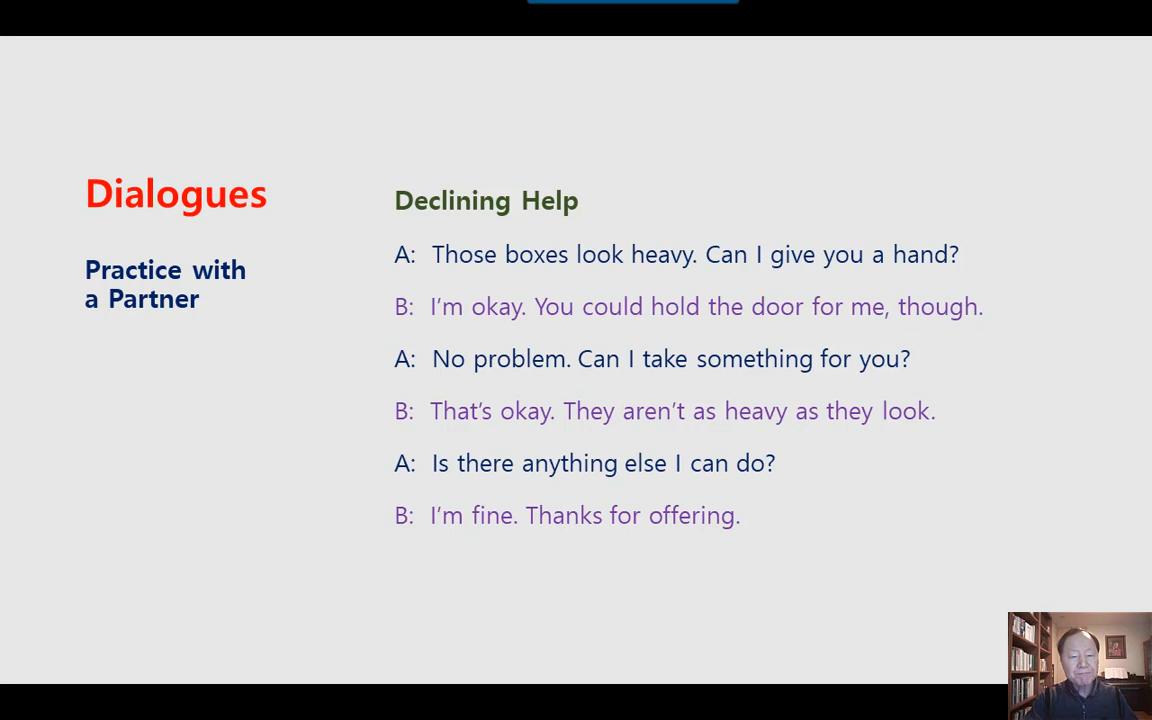 Dialogues
Practice with
a Partner
Declining Help
A: Those boxes look heavy. Can I give you a hand?
B: I'm okay. You could hold the door for me, though.
A: No problem. Can I take something for you?
B: That's okay. They aren't as heavy as they look.
A: Is there anything else I can do?
B: I'm fine. Thanks for offering.